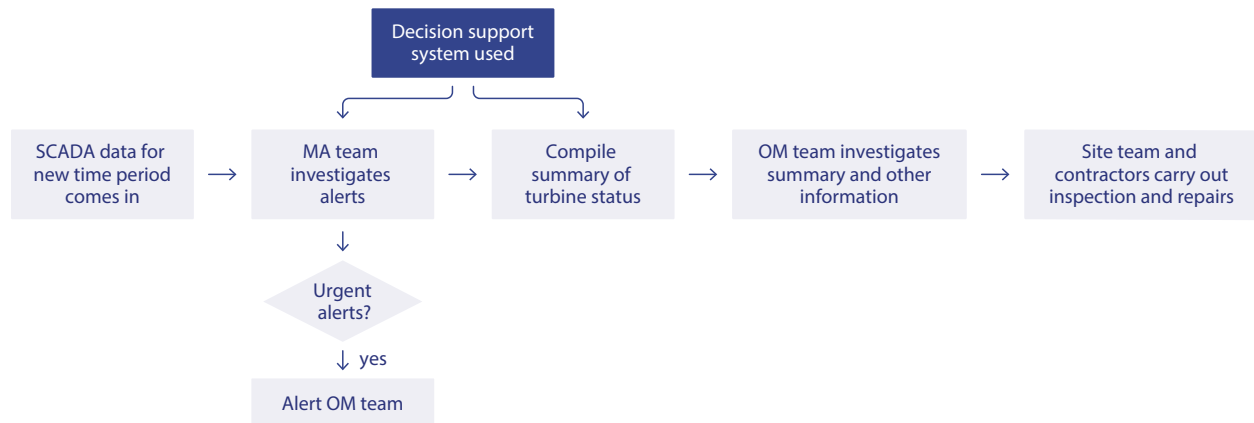 Decision support
system used
SCADA data for
new time period
comes in
MA team
investigates
alerts
Compile
summary of
turbine status
OM team investigates
summary and other
information
Site team and
contractors carry out
inspection and repairs
Urgent
alerts?
yes
Alert OM team